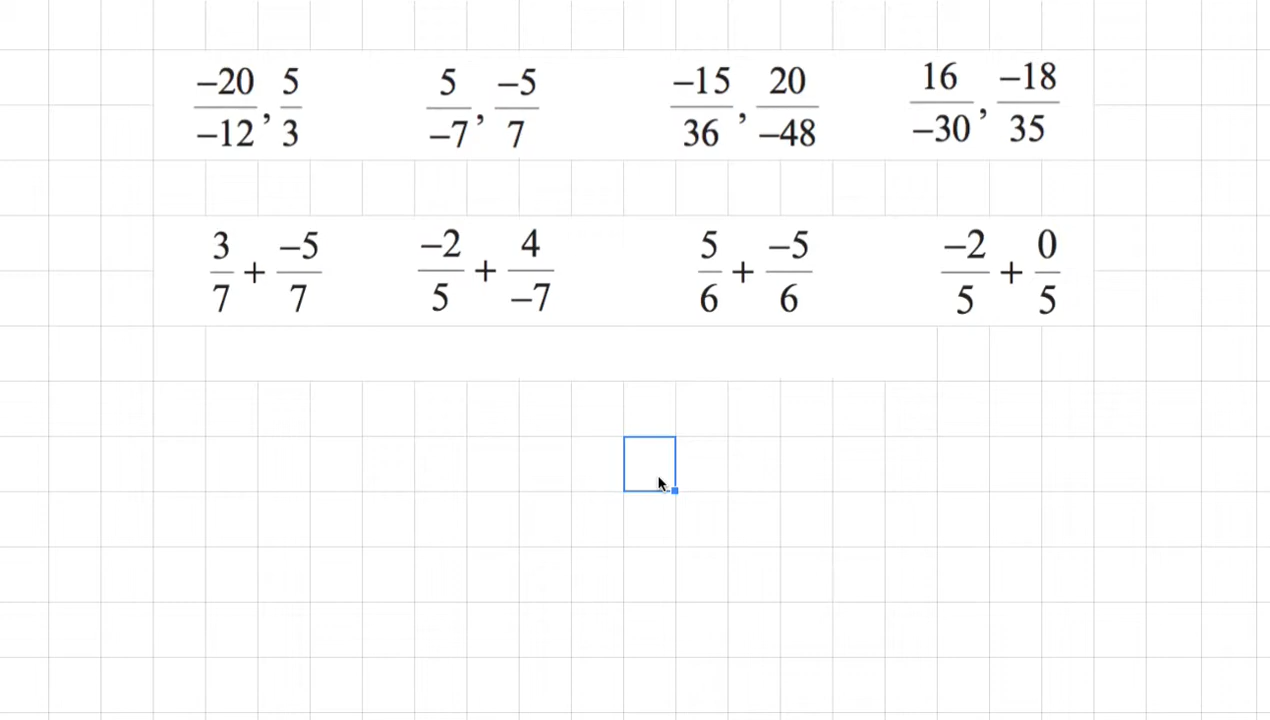 -20/-12, 5/3   5/-7, -5/7   -15/36, 20/-48   16/-30, -18/35
3/7 + -5/7   -2/5 + 4/-7   5/6 + -5/6   -2/5 + 0/5